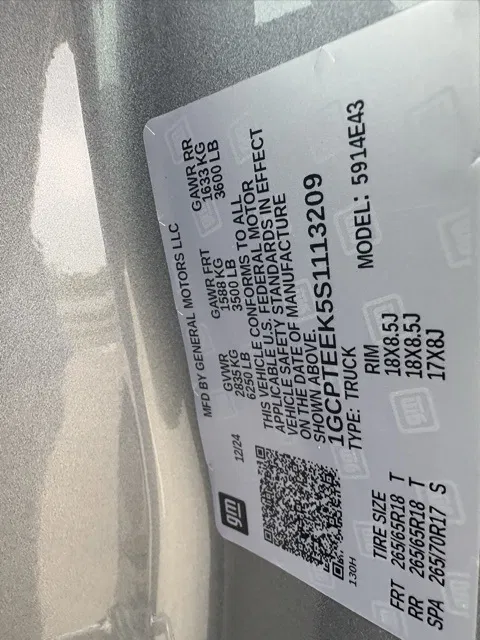 gm
MFD BY GENERAL MOTORS LLC
12/24
GVWR GAWR FRT GAWR RR
2835 KG 1588 KG 1633 KG
6250 LB 3500 LB 3600 LB
THIS VEHICLE CONFORMS TO ALL
APPLICABLE U.S. FEDERAL MOTOR
VEHICLE SAFETY STANDARDS IN EFFECT
ON THE DATE OF MANUFACTURE
SHOWN ABOVE.
1GCPTEEK5S1113209
TYPE: TRUCK MODEL: 5914E43
130H
TIRE SIZE RIM
FRT 265/65R18 T 18X8.5J
RR 265/65R18 T 18X8.5J
SPA 265/70R17 S 17X8J